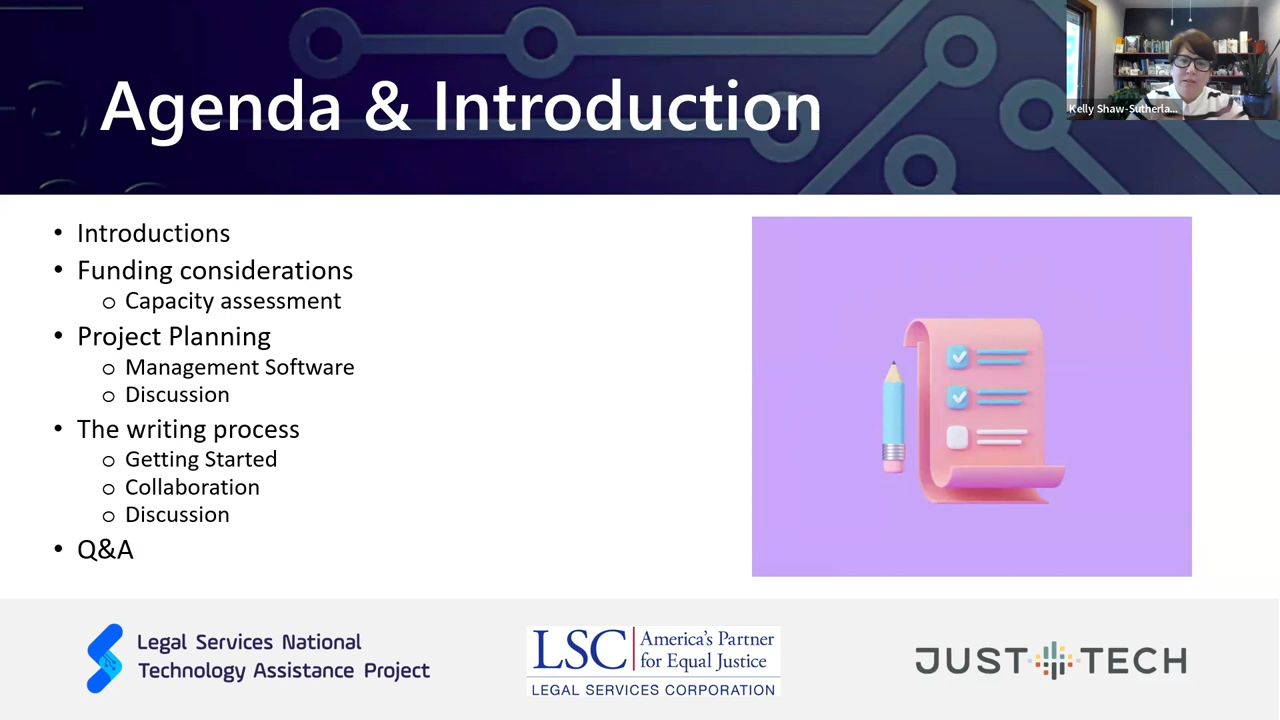 Agenda & Introduction
Kelly Shaw-Sutherla...
• Introductions
• Funding considerations
o Capacity assessment
• Project Planning
o Management Software
o Discussion
• The writing process
o Getting Started
o Collaboration
o Discussion
• Q&A
Legal Services National
Technology Assistance Project
LSC America's Partner
for Equal Justice
LEGAL SERVICES CORPORATION
JUST TECH